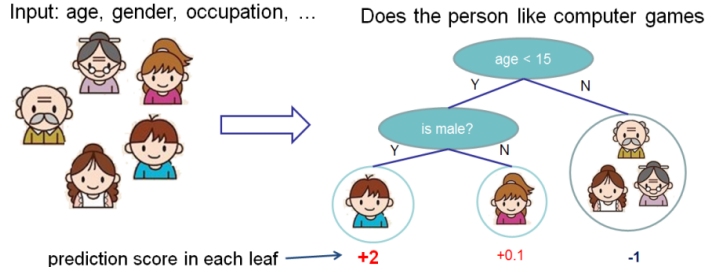 Input: age, gender, occupation, …
Does the person like computer games
age < 15
Y
N
is male?
Y
N
prediction score in each leaf
+2
+0.1
-1